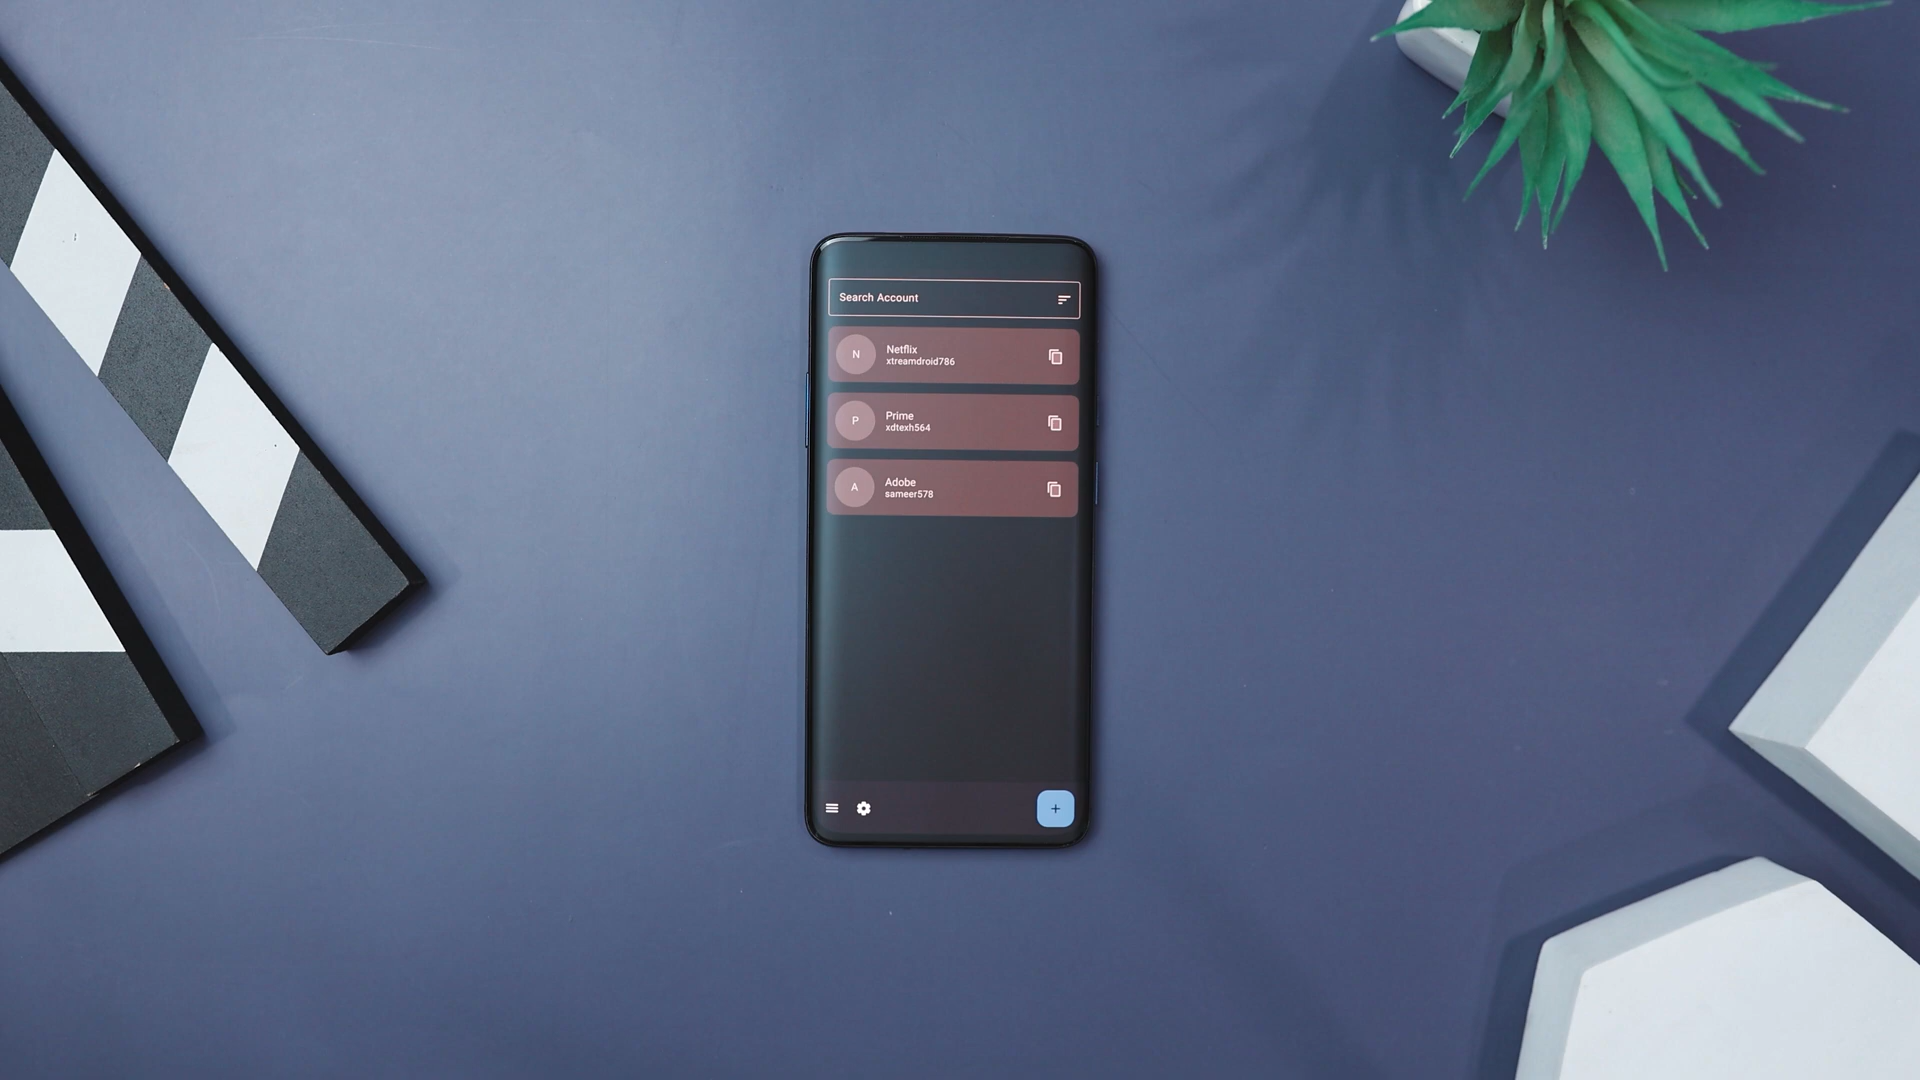 Search Account
N
Netflix
xtreamdroid786
P
Prime
xdtexh564
A
Adobe
sameer578
+